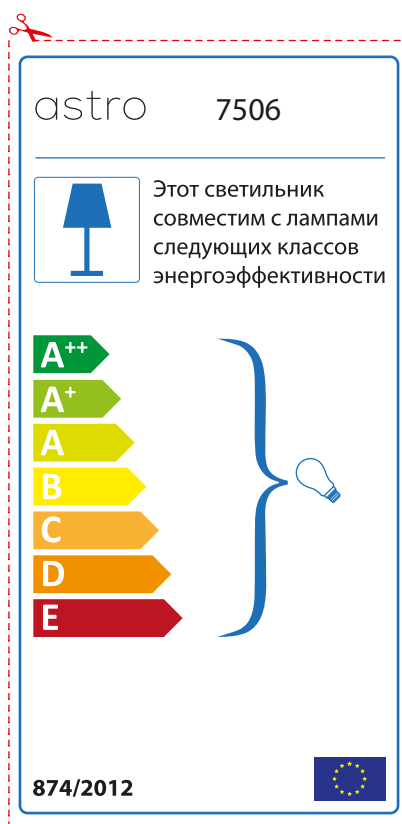 astro 7506
Этот светильник
совместим с лампами
следующих классов
энергоэффективности
A++
A+
A
B
C
D
E
874/2012